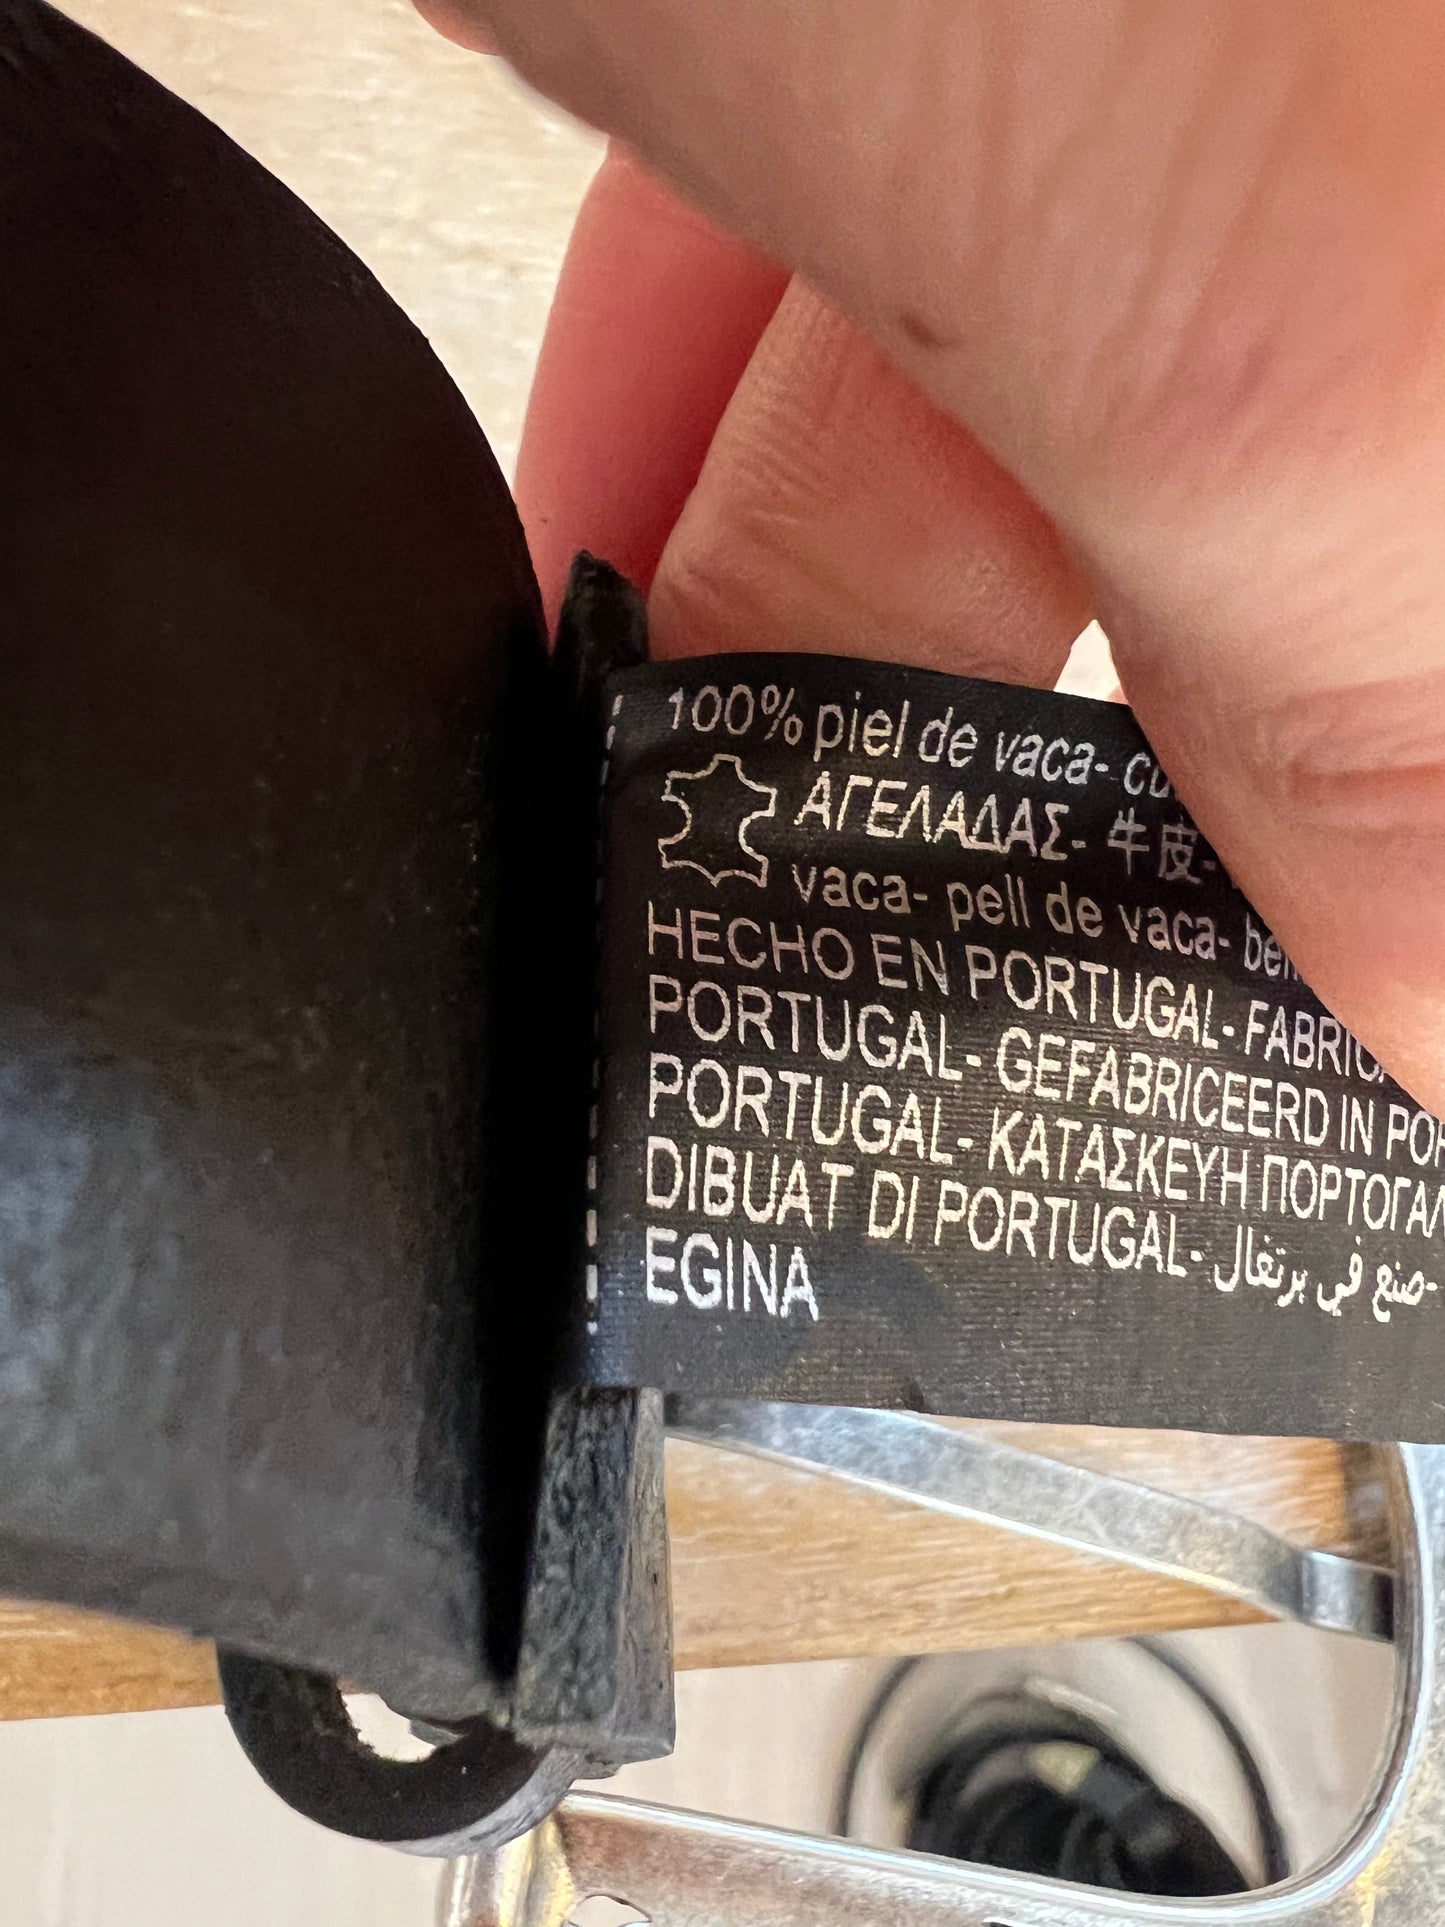 100% piel de vaca-
ΑΓΕΛΑΔΑΣ- 牛皮-
vaca- pell de vaca-
HECHO EN PORTUGAL-
PORTUGAL- GEFABRICEERD IN
PORTUGAL- ΚΑΤΑΣΚΕΥΗ
DIBUAT DI PORTUGAL- صنع في برتغال-
EGINA